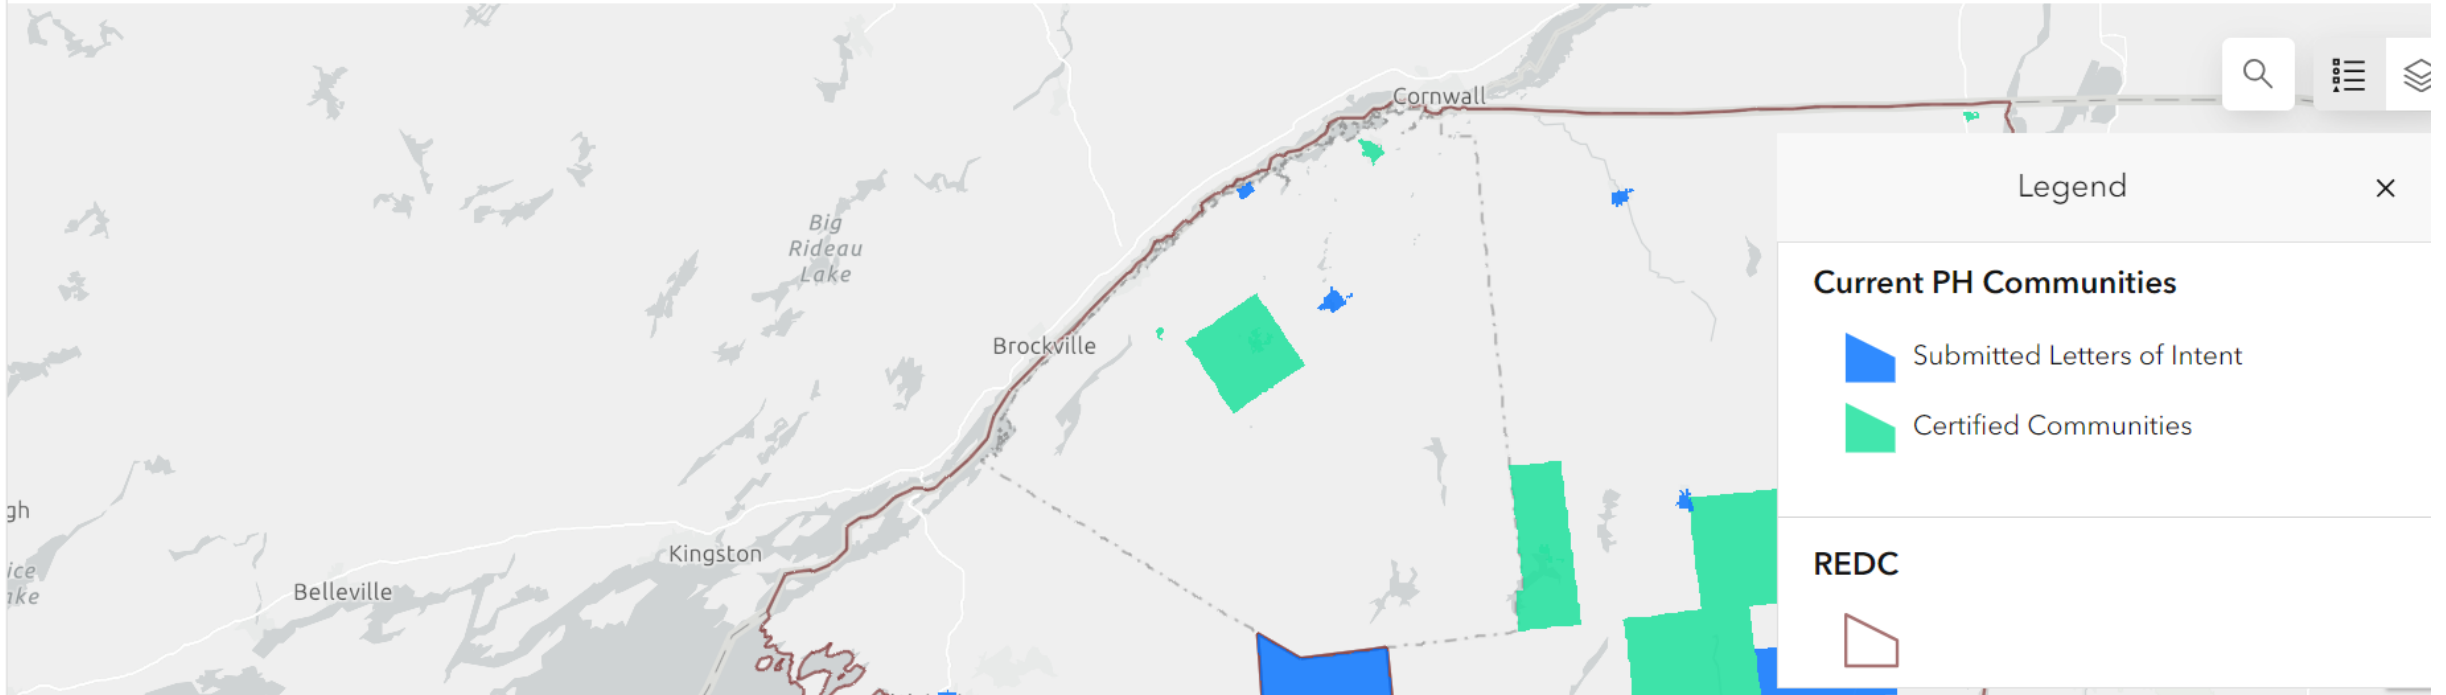 Cornwall
Legend
Big
Rideau
Lake
Current PH Communities
Brockville
Submitted Letters of Intent
Certified Communities
gh
Kingston
REDC
ice
ake
Belleville